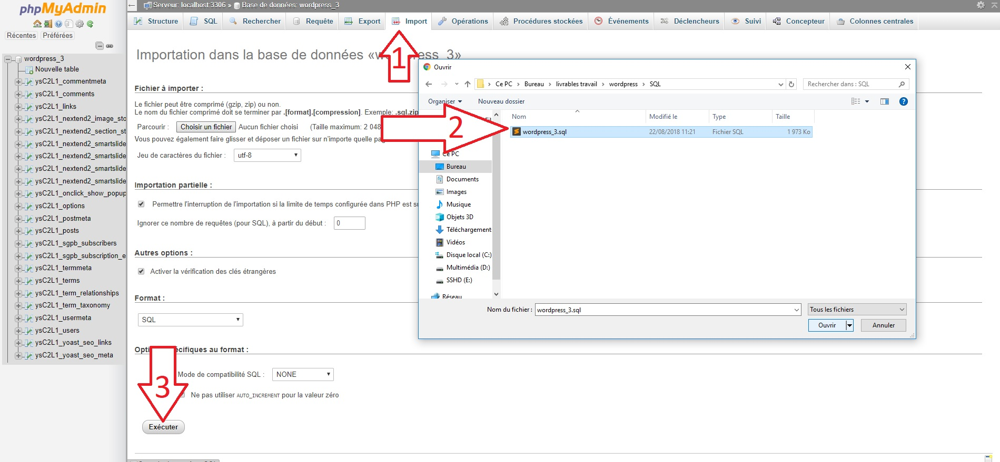 phpMyAdmin
Récentes Préférées
wordpress_3
Nouvelle table
ysC2L1_commentmeta
ysC2L1_comments
ysC2L1_links
ysC2L1_nextend2_image_sto
ysC2L1_nextend2_section_st
ysC2L1_nextend2_smartslide
ysC2L1_nextend2_smartslide
ysC2L1_nextend2_smartslide
ysC2L1_nextend2_smartslide
ysC2L1_onclick_show_popup
ysC2L1_options
ysC2L1_postmeta
ysC2L1_posts
ysC2L1_sgpb_subscribers
ysC2L1_sgpb_subscription_e
ysC2L1_termmeta
ysC2L1_terms
ysC2L1_term_relationships
ysC2L1_term_taxonomy
ysC2L1_usermeta
ysC2L1_users
ysC2L1_yoast_seo_links
ysC2L1_yoast_seo_meta
Serveur: localhost:3306 » Base de données: wordpress_3
Structure SQL Rechercher Requête Export Import Opérations Procédures stockées Événements Déclencheurs Suivi Concepteur Colonnes centrales
Importation dans la base de données «w ess_3»
1
Fichier à importer :
Le fichier peut être comprimé (gzip, zip) ou non.
Le nom du fichier comprimé doit se terminer par .[format].[compression]. Exemple: .sql.zip
Parcourir : Choisir un fichier Aucun fichier choisi (Taille maximum: 2 048
Vous pouvez également faire glisser et déposer un fichier sur n'importe quelle pag
Jeu de caractères du fichier : utf-8
Importation partielle :
Permettre l'interruption de l'importation si la limite de temps configurée dans PHP est su
Ignorer ce nombre de requêtes (pour SQL), à partir du début : 0
Autres options :
Activer la vérification des clés étrangères
Format :
SQL
Opti cifiques au format :
Mode de compatibilité SQL : NONE
3
Ne pas utiliser AUTO_INCREMENT pour la valeur zéro
Exécuter
Ouvrir
Ce PC › Bureau › livrables travail › wordpress › SQL
Rechercher dans : SQL
Organiser Nouveau dossier
Nom Modifié le Type Taille
2
wordpress_3.sql 22/08/2018 11:21 Fichier SQL 1 973 Ko
Ce PC
Bureau
Documents
Images
Musique
Objets 3D
Téléchargement
Vidéos
Disque local (C:)
Multimédia (D:)
SSHD (E:)
Réseau
Nom du fichier : wordpress_3.sql Tous les fichiers
Ouvrir Annuler